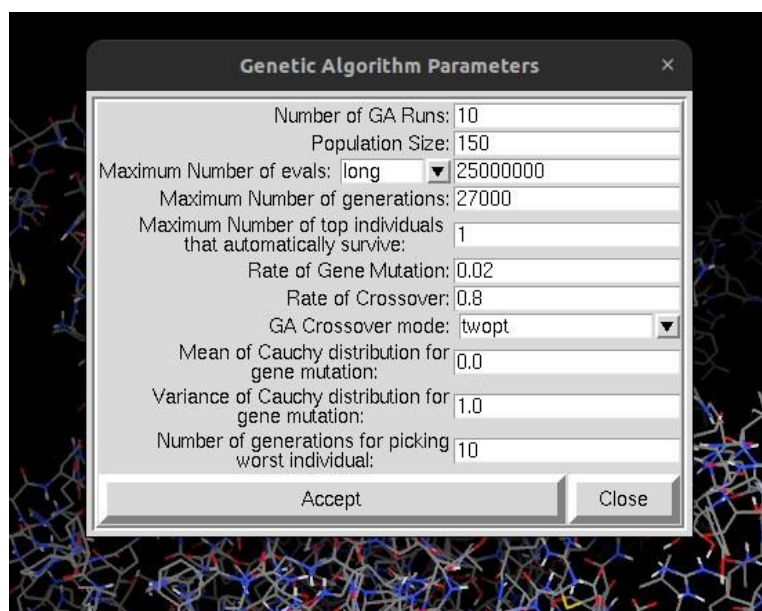 Genetic Algorithm Parameters ×
Number of GA Runs: 10
Population Size: 150
Maximum Number of evals: long 25000000
Maximum Number of generations: 27000
Maximum Number of top individuals
that automatically survive: 1
Rate of Gene Mutation: 0.02
Rate of Crossover: 0.8
GA Crossover mode: twopt
Mean of Cauchy distribution for
gene mutation: 0.0
Variance of Cauchy distribution for
gene mutation: 1.0
Number of generations for picking
worst individual: 10
Accept Close